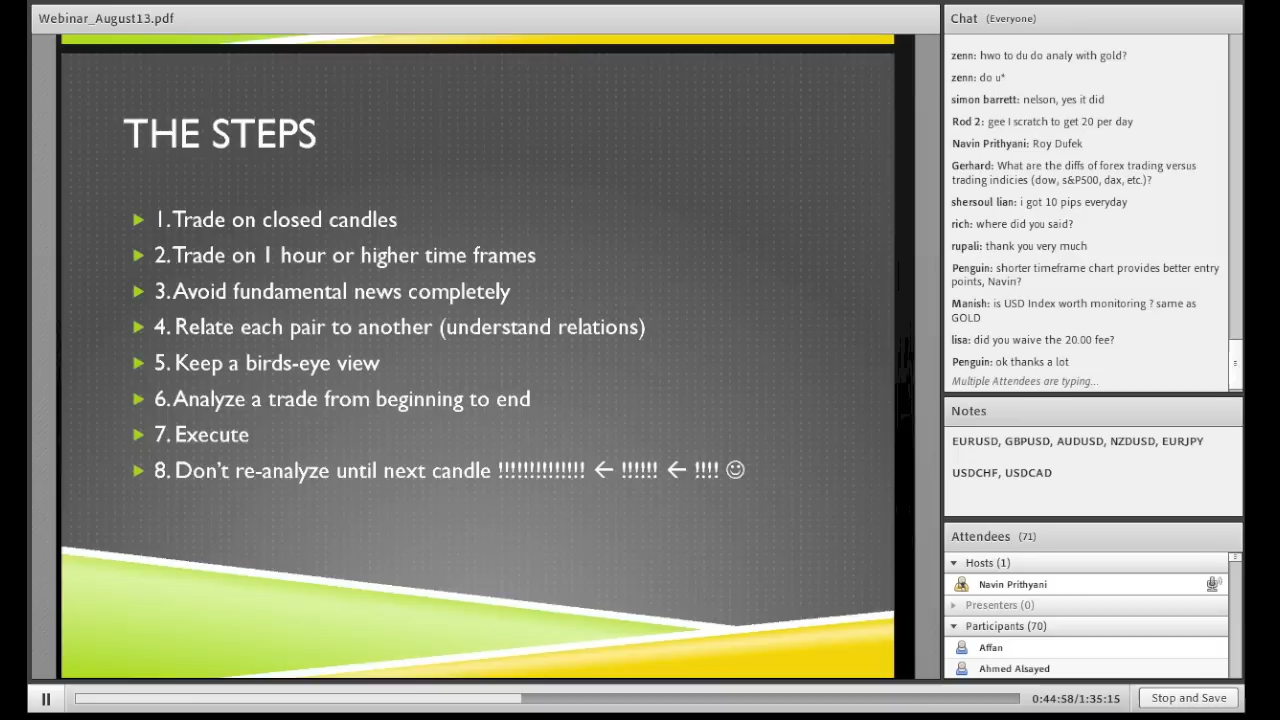 Webinar_August13.pdf
THE STEPS
1. Trade on closed candles
2. Trade on 1 hour or higher time frames
3. Avoid fundamental news completely
4. Relate each pair to another (understand relations)
5. Keep a birds-eye view
6. Analyze a trade from beginning to end
7. Execute
8. Don't re-analyze until next candle !!!!!!!!!!!!!! ← !!!!!! ← !!!! ☺
Chat (Everyone)
zenn: hwo to du do analy with gold?
zenn: do u*
simon barrett: nelson, yes it did
Rod 2: gee I scratch to get 20 per day
Navin Prithyani: Roy Dufek
Gerhard: What are the diffs of forex trading versus
trading indicies (dow, s&P500, dax, etc.)?
shersoul lian: i got 10 pips everyday
rich: where did you said?
rupali: thank you very much
Penguin: shorter timeframe chart provides better entry
points, Navin?
Manish: is USD Index worth monitoring ? same as
GOLD
lisa: did you waive the 20.00 fee?
Penguin: ok thanks a lot
Multiple Attendees are typing...
Notes
EURUSD, GBPUSD, AUDUSD, NZDUSD, EURJPY
USDCHF, USDCAD
Attendees (71)
Hosts (1)
Navin Prithyani
Presenters (0)
Participants (70)
Affan
Ahmed Alsayed
0:44:58/1:35:15
Stop and Save